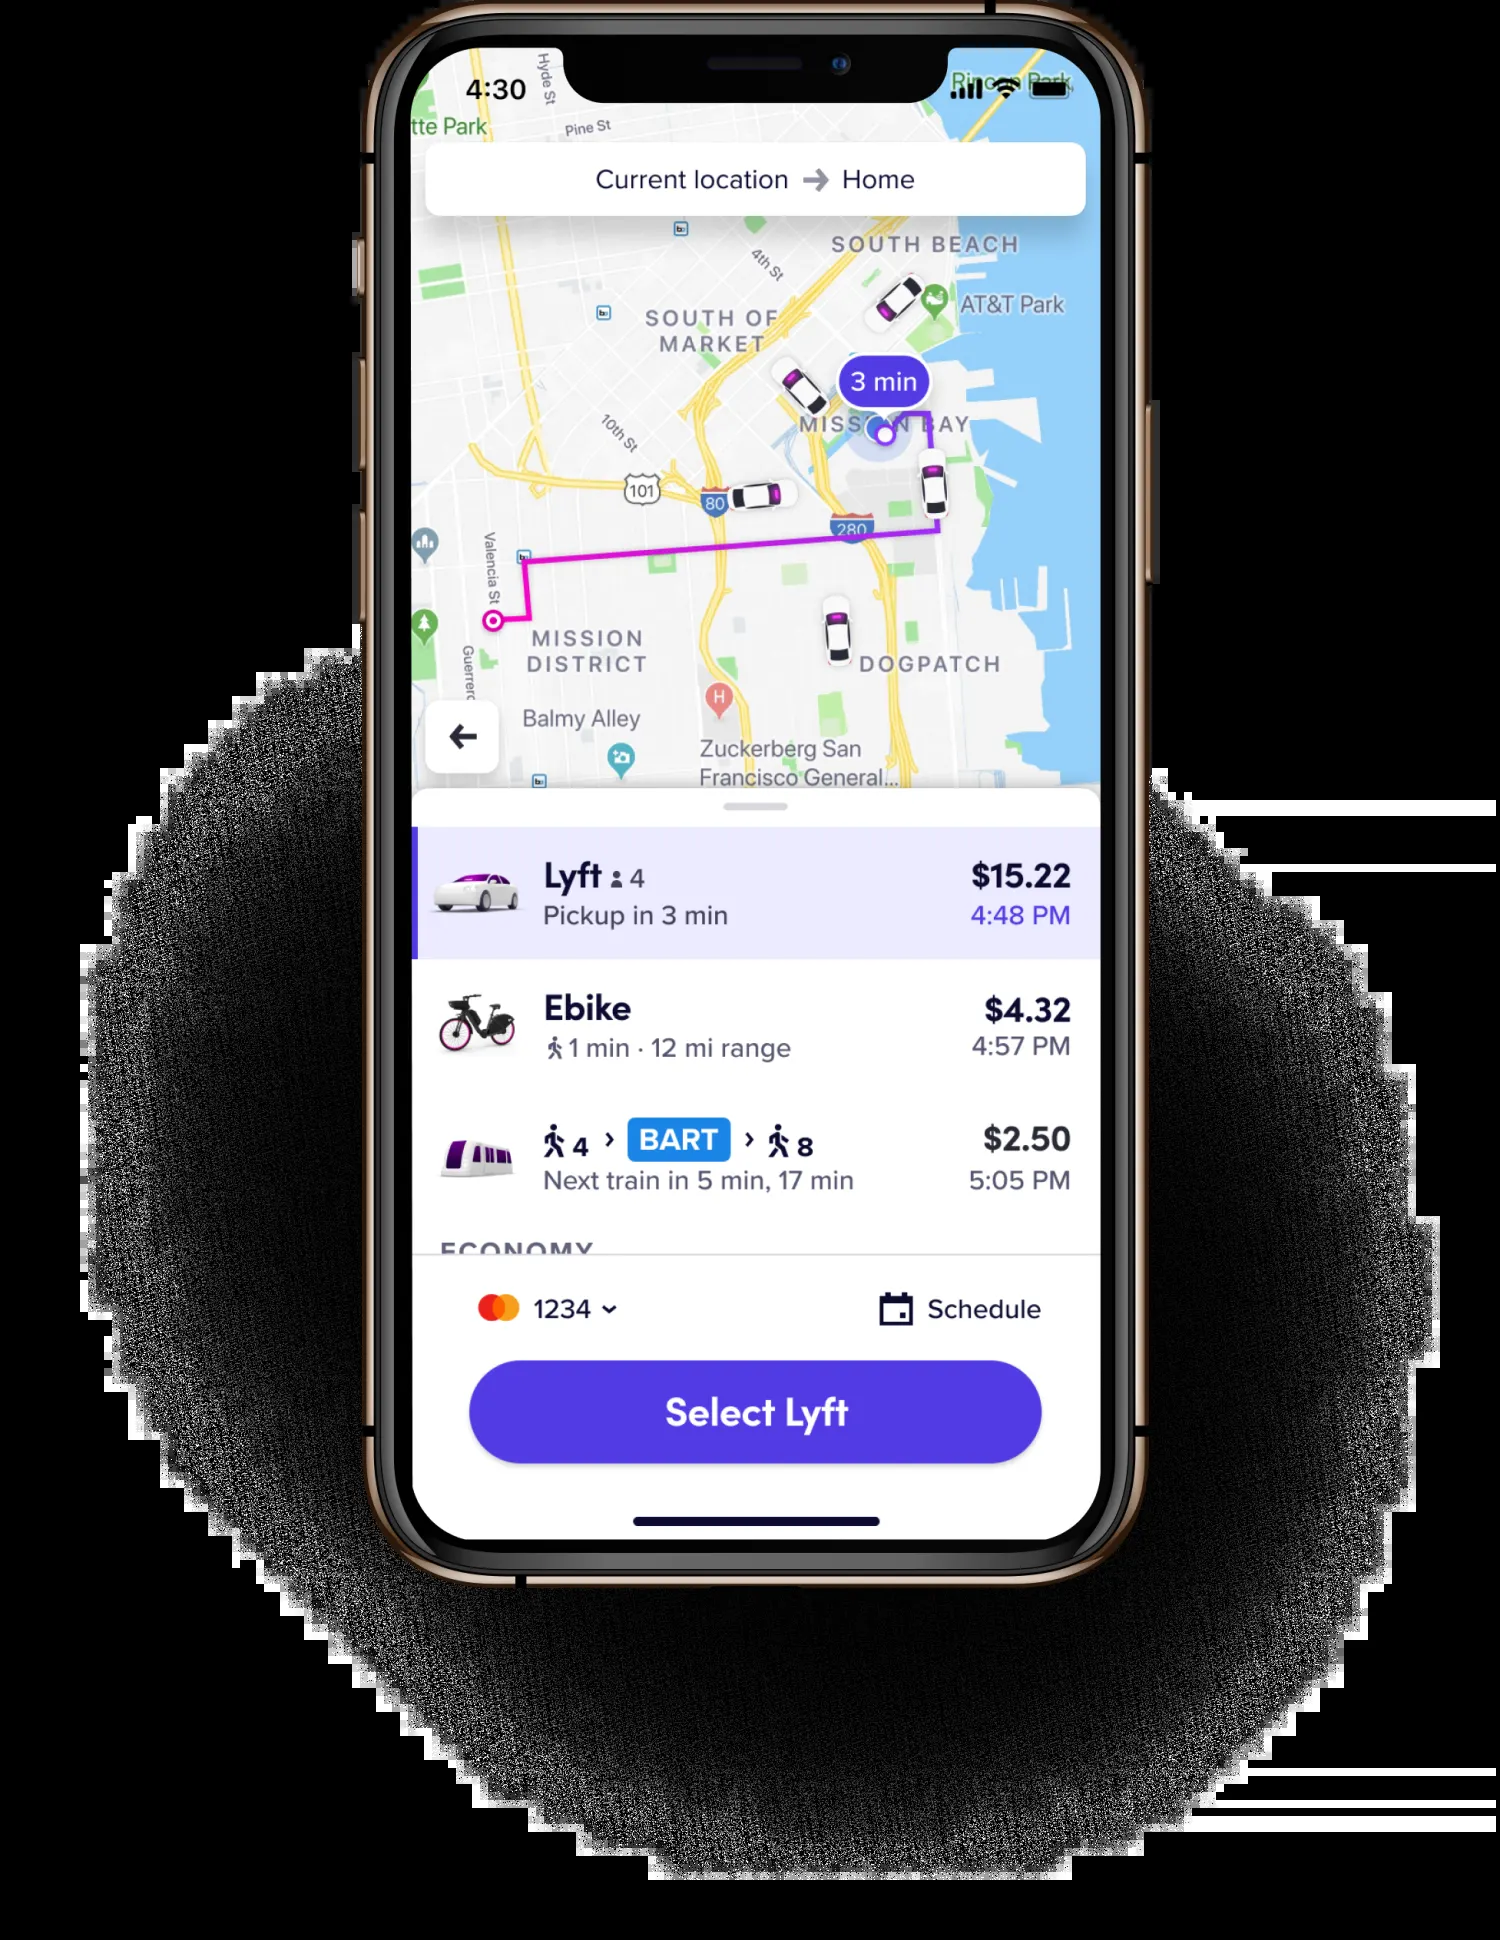 4:30
Hyde St
tte Park
Pine St
Current location → Home
SOUTH BEACH
4th St
AT&T Park
SOUTH OF
MARKET
3 min
MISSION BAY
10th St
101
80
280
Valencia St
MISSION
DISTRICT
DOGPATCH
Guerrero
H
Balmy Alley
Zuckerberg San
Francisco General...
Lyft 4
$15.22
Pickup in 3 min
4:48 PM
Ebike
$4.32
1 min · 12 mi range
4:57 PM
4 > BART > 8
$2.50
Next train in 5 min, 17 min
5:05 PM
ECONOMY
1234
Schedule
Select Lyft